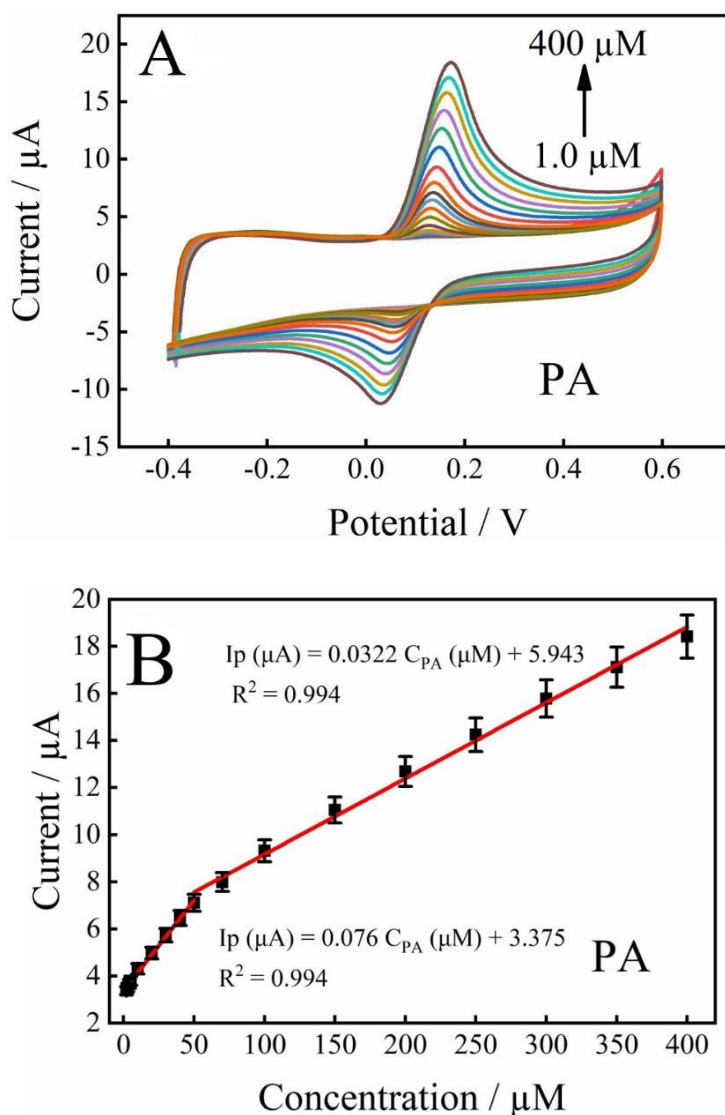 A
400 µM
1.0 µM
20
15
10
5
0
-5
-10
-15
Current / µA
PA
-0.4
-0.2
0.0
0.2
0.4
0.6
Potential / V
B
Ip (µA) = 0.0322 C_PA (µM) + 5.943
R² = 0.994
20
18
16
14
12
10
8
6
4
2
Current / µA
Ip (µA) = 0.076 C_PA (µM) + 3.375
R² = 0.994
PA
0
50
100
150
200
250
300
350
400
Concentration / µM